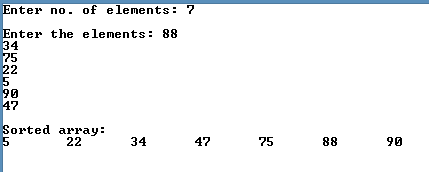 Enter no. of elements: 7
Enter the elements: 88
34
75
22
5
90
47
Sorted array:
5 22 34 47 75 88 90